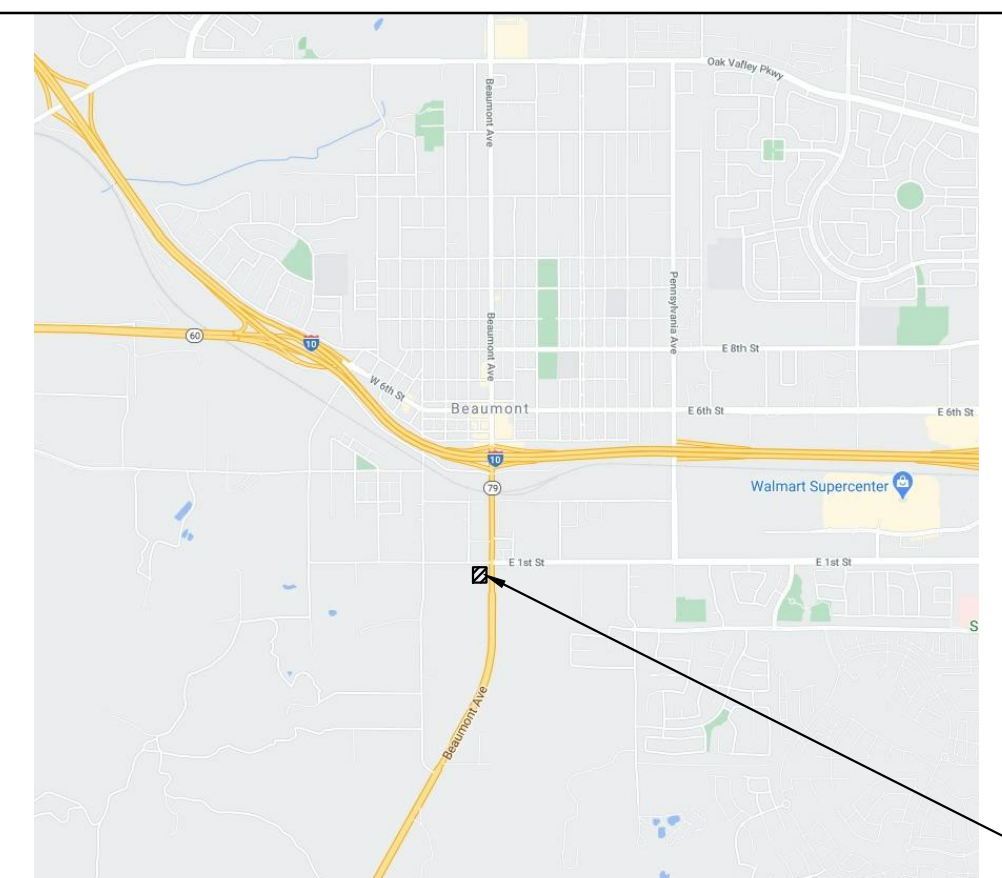 Oak Valley Pkwy
Beaumont Ave
Pennsylvania Ave
Beaumont Ave
60
10
E 8th St
W 6th St
Beaumont
E 6th St
E 6th St
10
79
Walmart Supercenter
E 1st St
E 1st St
S
Beaumont Ave